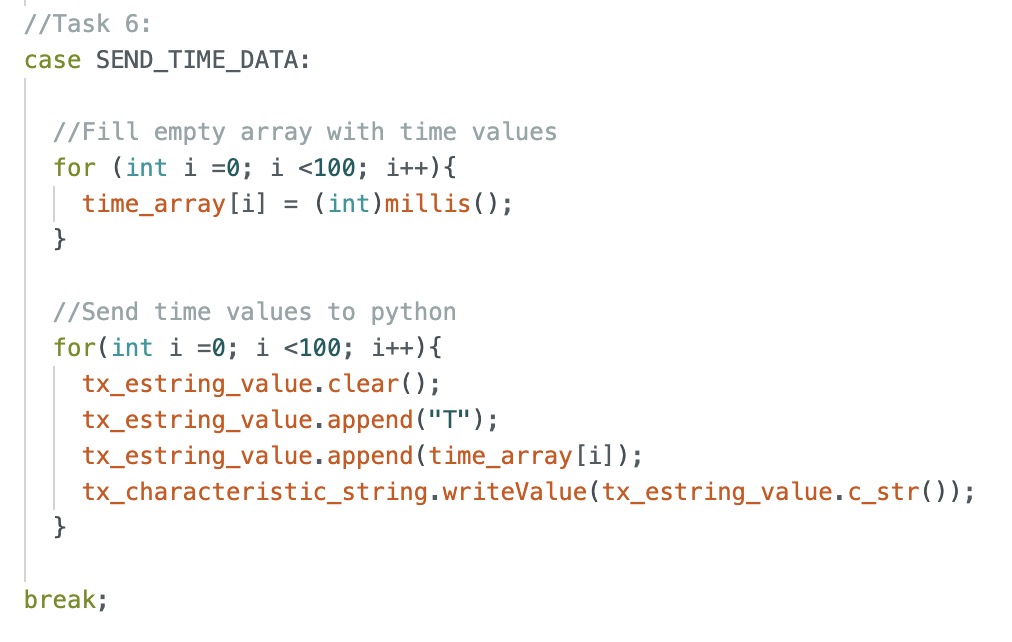 //Task 6:
case SEND_TIME_DATA:
//Fill empty array with time values
for (int i =0; i <100; i++){
time_array[i] = (int)millis();
}
//Send time values to python
for(int i =0; i <100; i++){
tx_estring_value.clear();
tx_estring_value.append("T");
tx_estring_value.append(time_array[i]);
tx_characteristic_string.writeValue(tx_estring_value.c_str());
}
break;